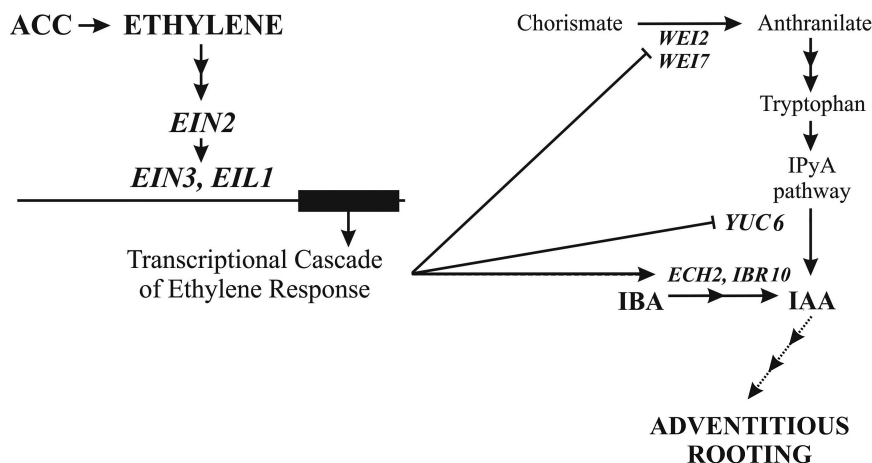 ACC
ETHYLENE
EIN2
EIN3, EIL1
Transcriptional Cascade
of Ethylene Response
Chorismate
WEI2
WEI7
Anthranilate
Tryptophan
IPyA
pathway
YUC6
ECH2, IBR10
IBA
IAA
ADVENTITIOUS
ROOTING